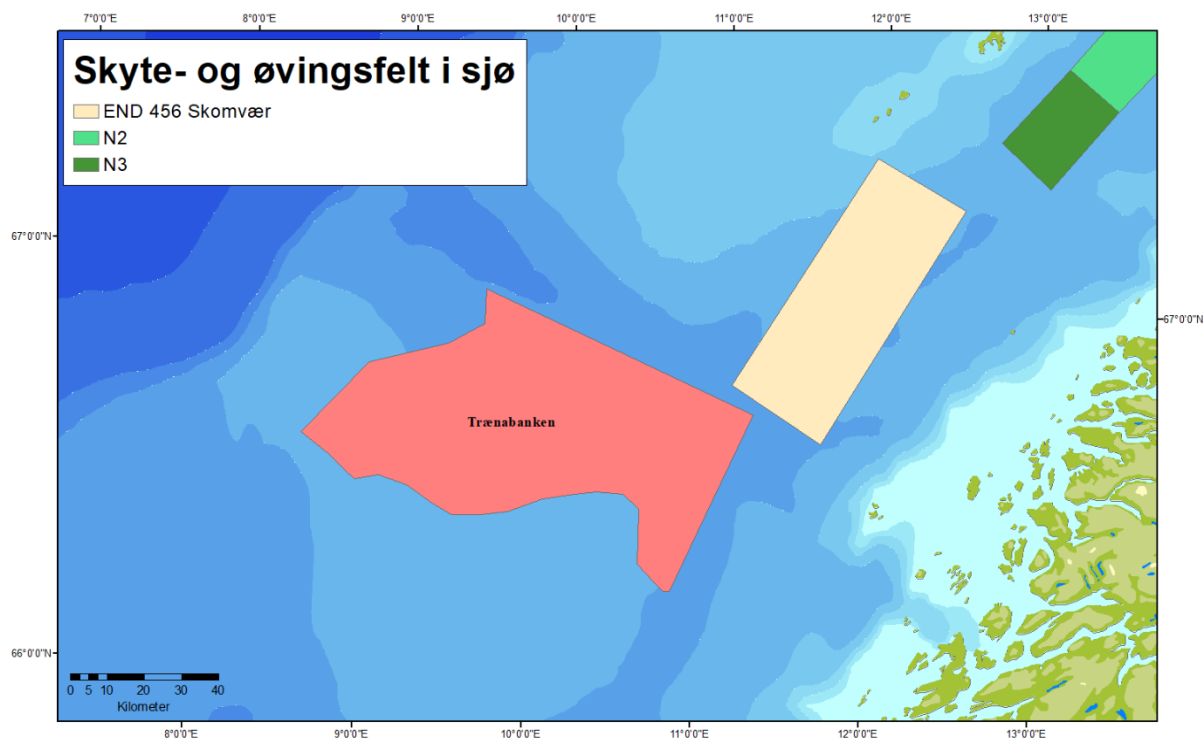 7°0'0"E 8°0'0"E 9°0'0"E 10°0'0"E 11°0'0"E 12°0'0"E 13°0'0"E
Skyte- og øvingsfelt i sjø
END 456 Skomvær
N2
N3
67°0'0"N
67°0'0"N
Trænabanken
66°0'0"N
66°0'0"N
0 5 10 20 30 40
Kilometer
8°0'0"E 9°0'0"E 10°0'0"E 11°0'0"E 12°0'0"E 13°0'0"E